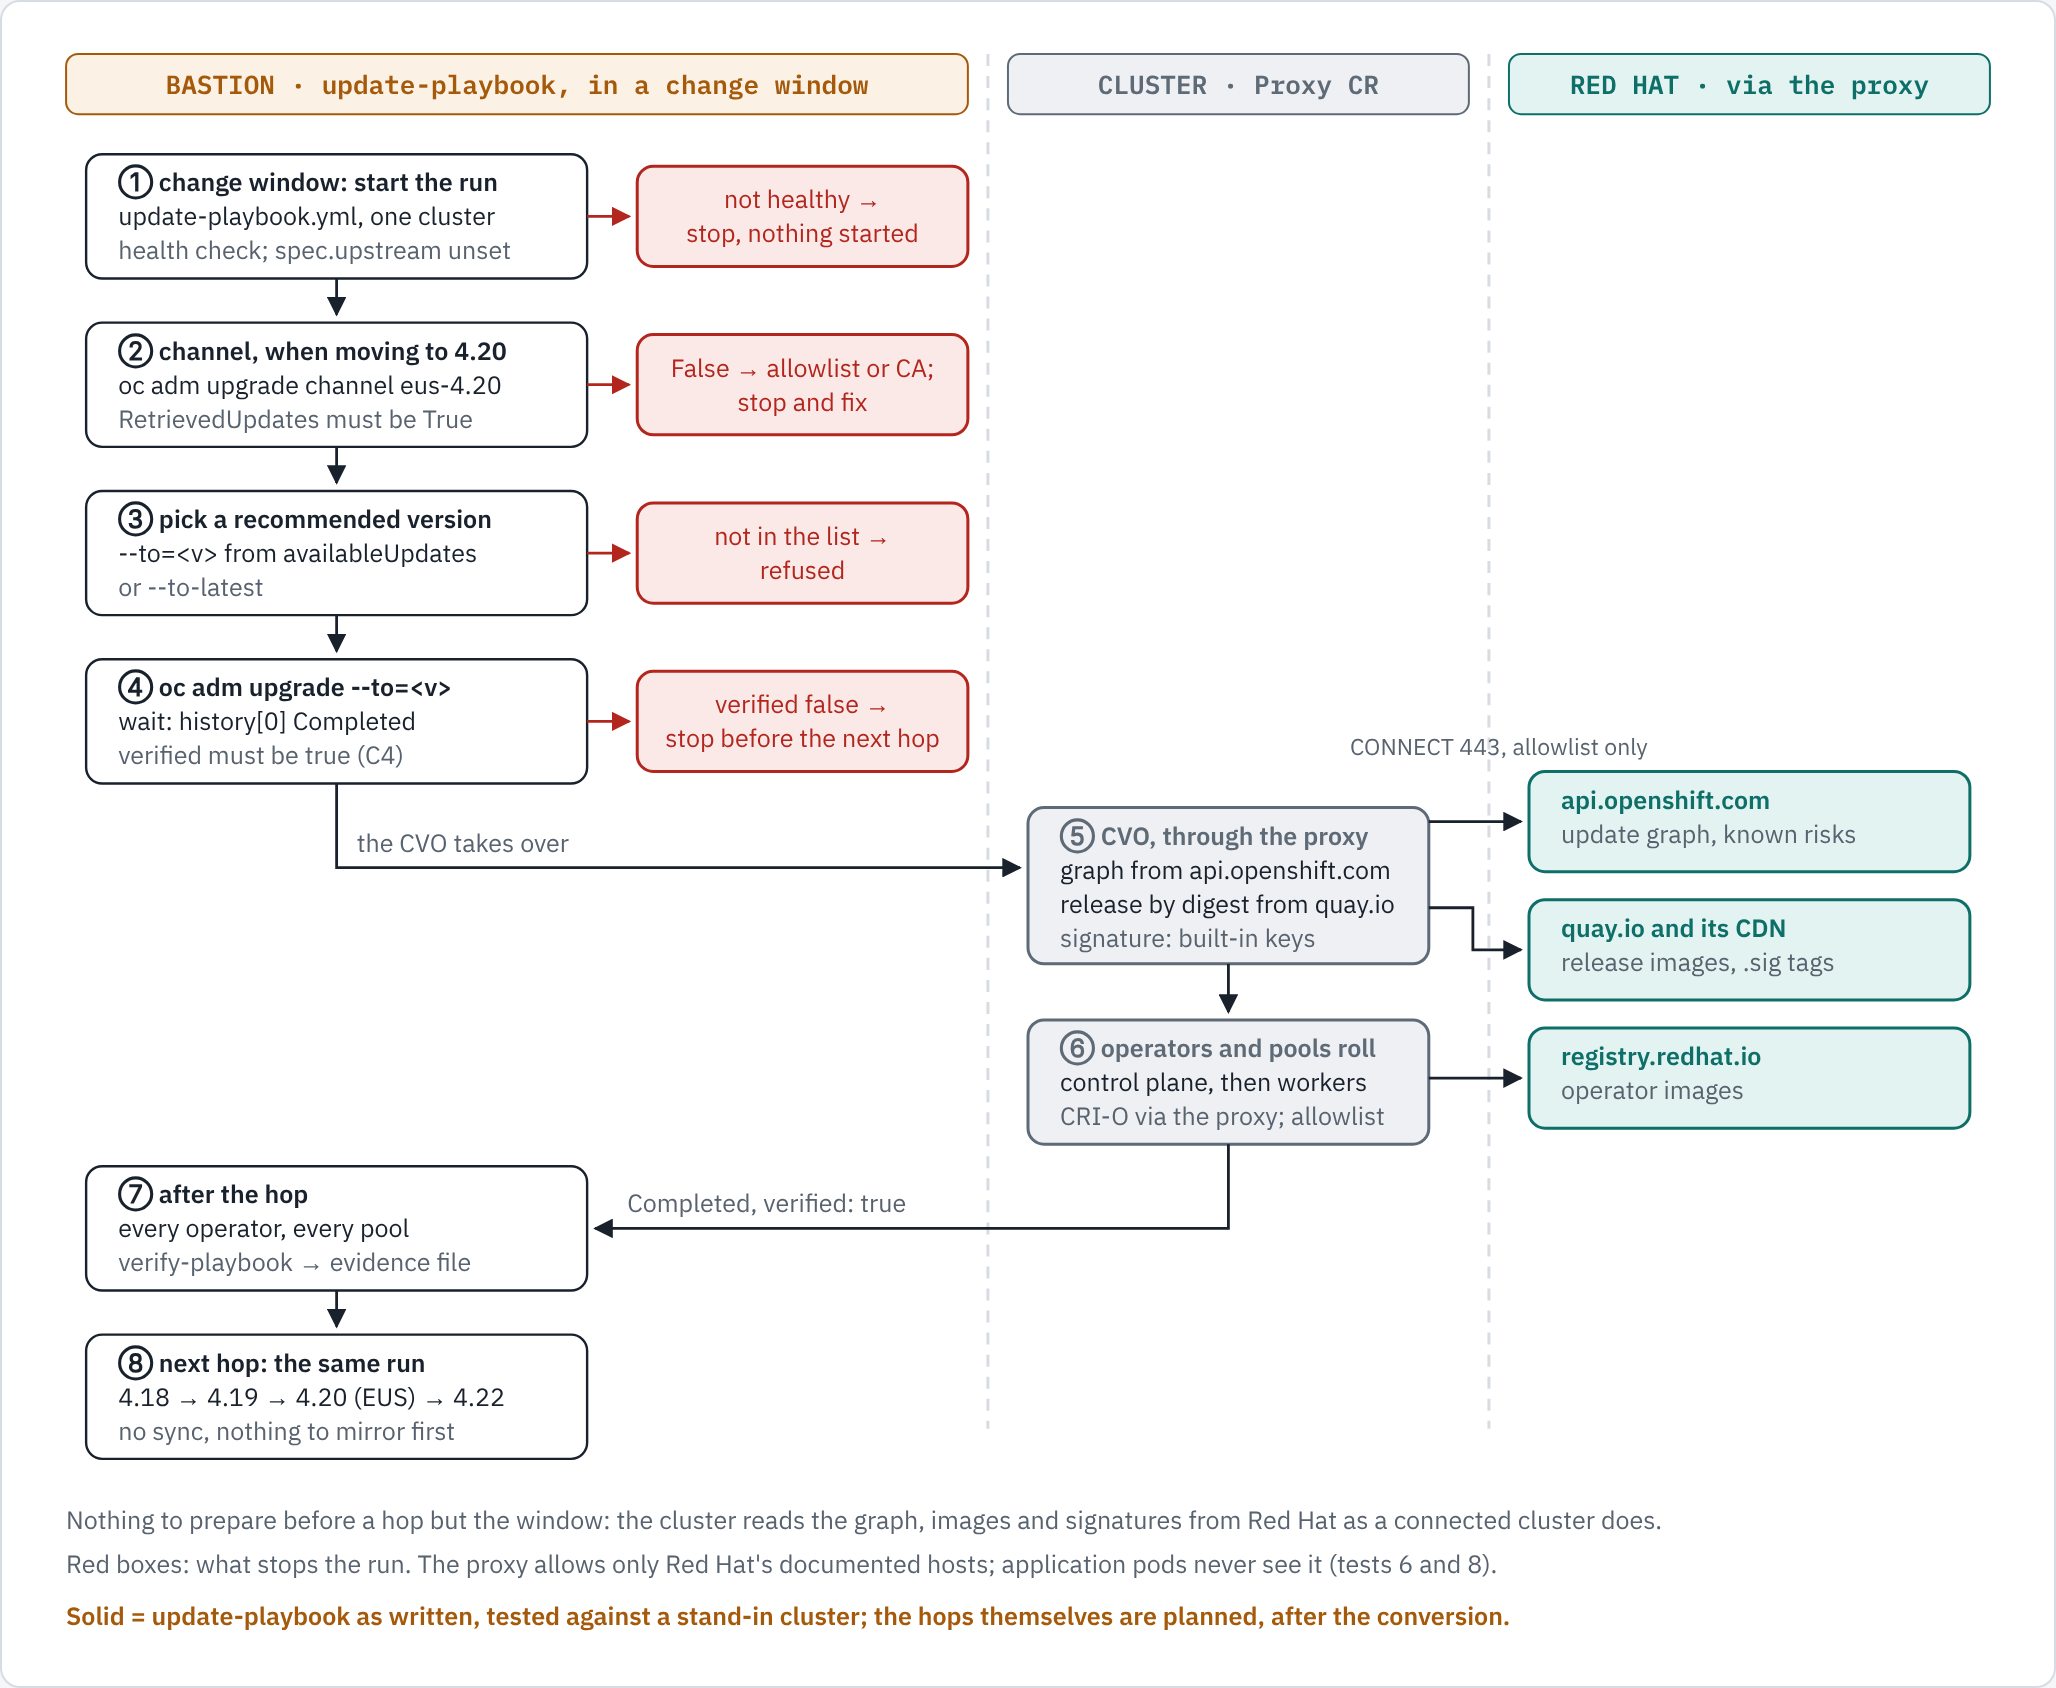 BASTION · update-playbook, in a change window
CLUSTER · Proxy CR
RED HAT · via the proxy
① change window: start the run
update-playbook.yml, one cluster
health check; spec.upstream unset
not healthy →
stop, nothing started
② channel, when moving to 4.20
oc adm upgrade channel eus-4.20
RetrievedUpdates must be True
False → allowlist or CA;
stop and fix
③ pick a recommended version
--to=<v> from availableUpdates
or --to-latest
not in the list →
refused
④ oc adm upgrade --to=<v>
wait: history[0] Completed
verified must be true (C4)
verified false →
stop before the next hop
the CVO takes over
CONNECT 443, allowlist only
⑤ CVO, through the proxy
graph from api.openshift.com
release by digest from quay.io
signature: built-in keys
api.openshift.com
update graph, known risks
quay.io and its CDN
release images, .sig tags
⑥ operators and pools roll
control plane, then workers
CRI-O via the proxy; allowlist
registry.redhat.io
operator images
Completed, verified: true
⑦ after the hop
every operator, every pool
verify-playbook → evidence file
⑧ next hop: the same run
4.18 → 4.19 → 4.20 (EUS) → 4.22
no sync, nothing to mirror first
Nothing to prepare before a hop but the window: the cluster reads the graph, images and signatures from Red Hat as a connected cluster does.
Red boxes: what stops the run. The proxy allows only Red Hat's documented hosts; application pods never see it (tests 6 and 8).
Solid = update-playbook as written, tested against a stand-in cluster; the hops themselves are planned, after the conversion.